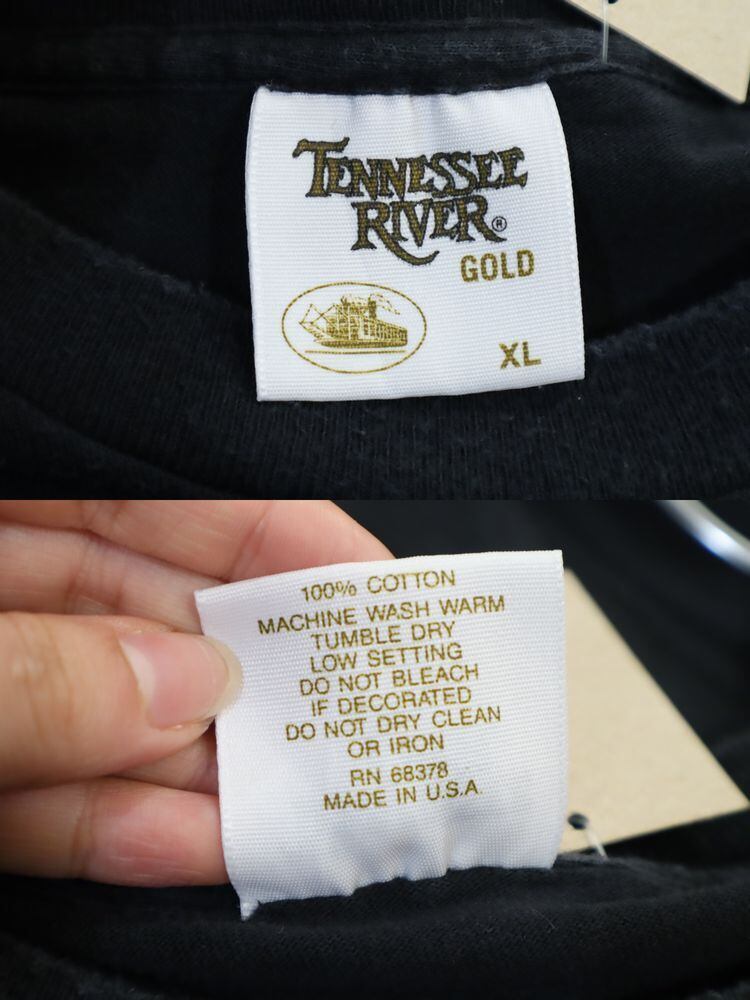 TENNESSEE
RIVER®
GOLD
XL
100% COTTON
MACHINE WASH WARM
TUMBLE DRY
LOW SETTING
DO NOT BLEACH
IF DECORATED
DO NOT DRY CLEAN
OR IRON
RN 68378
MADE IN U.S.A.